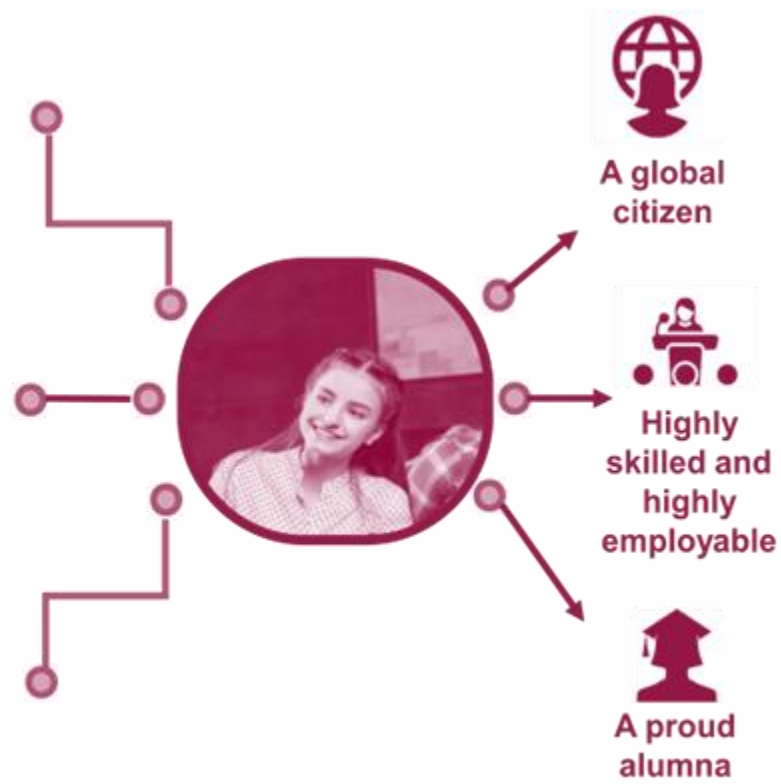 A global
citizen
Highly
skilled and
highly
employable
A proud
alumna